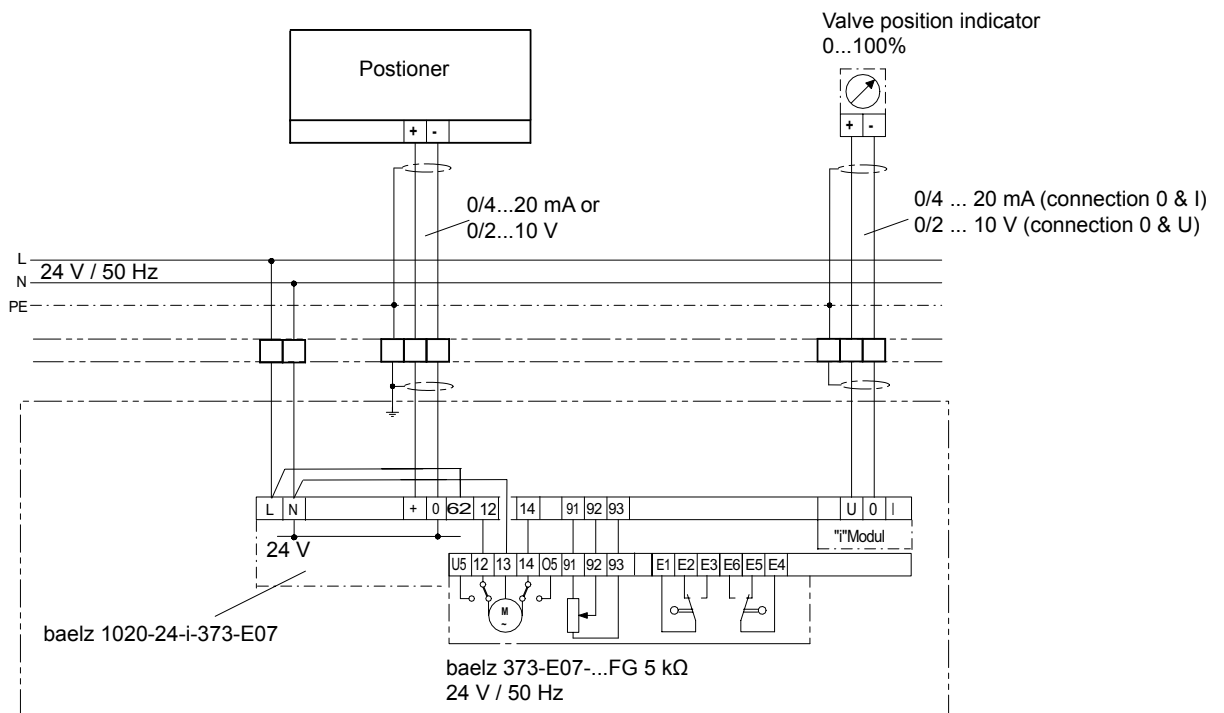 Valve position indicator
0...100%
Postioner
+ -
+ -
0/4...20 mA or
0/2...10 V
0/4 ... 20 mA (connection 0 & I)
0/2 ... 10 V (connection 0 & U)
L
24 V / 50 Hz
N
PE
L N + 0 62 12 14 91 92 93 U 0 I
"i"Modul
24 V
U5 12 13 14 O5 91 92 93 E1 E2 E3 E6 E5 E4
M
~
baelz 1020-24-i-373-E07
baelz 373-E07-...FG 5 kΩ
24 V / 50 Hz